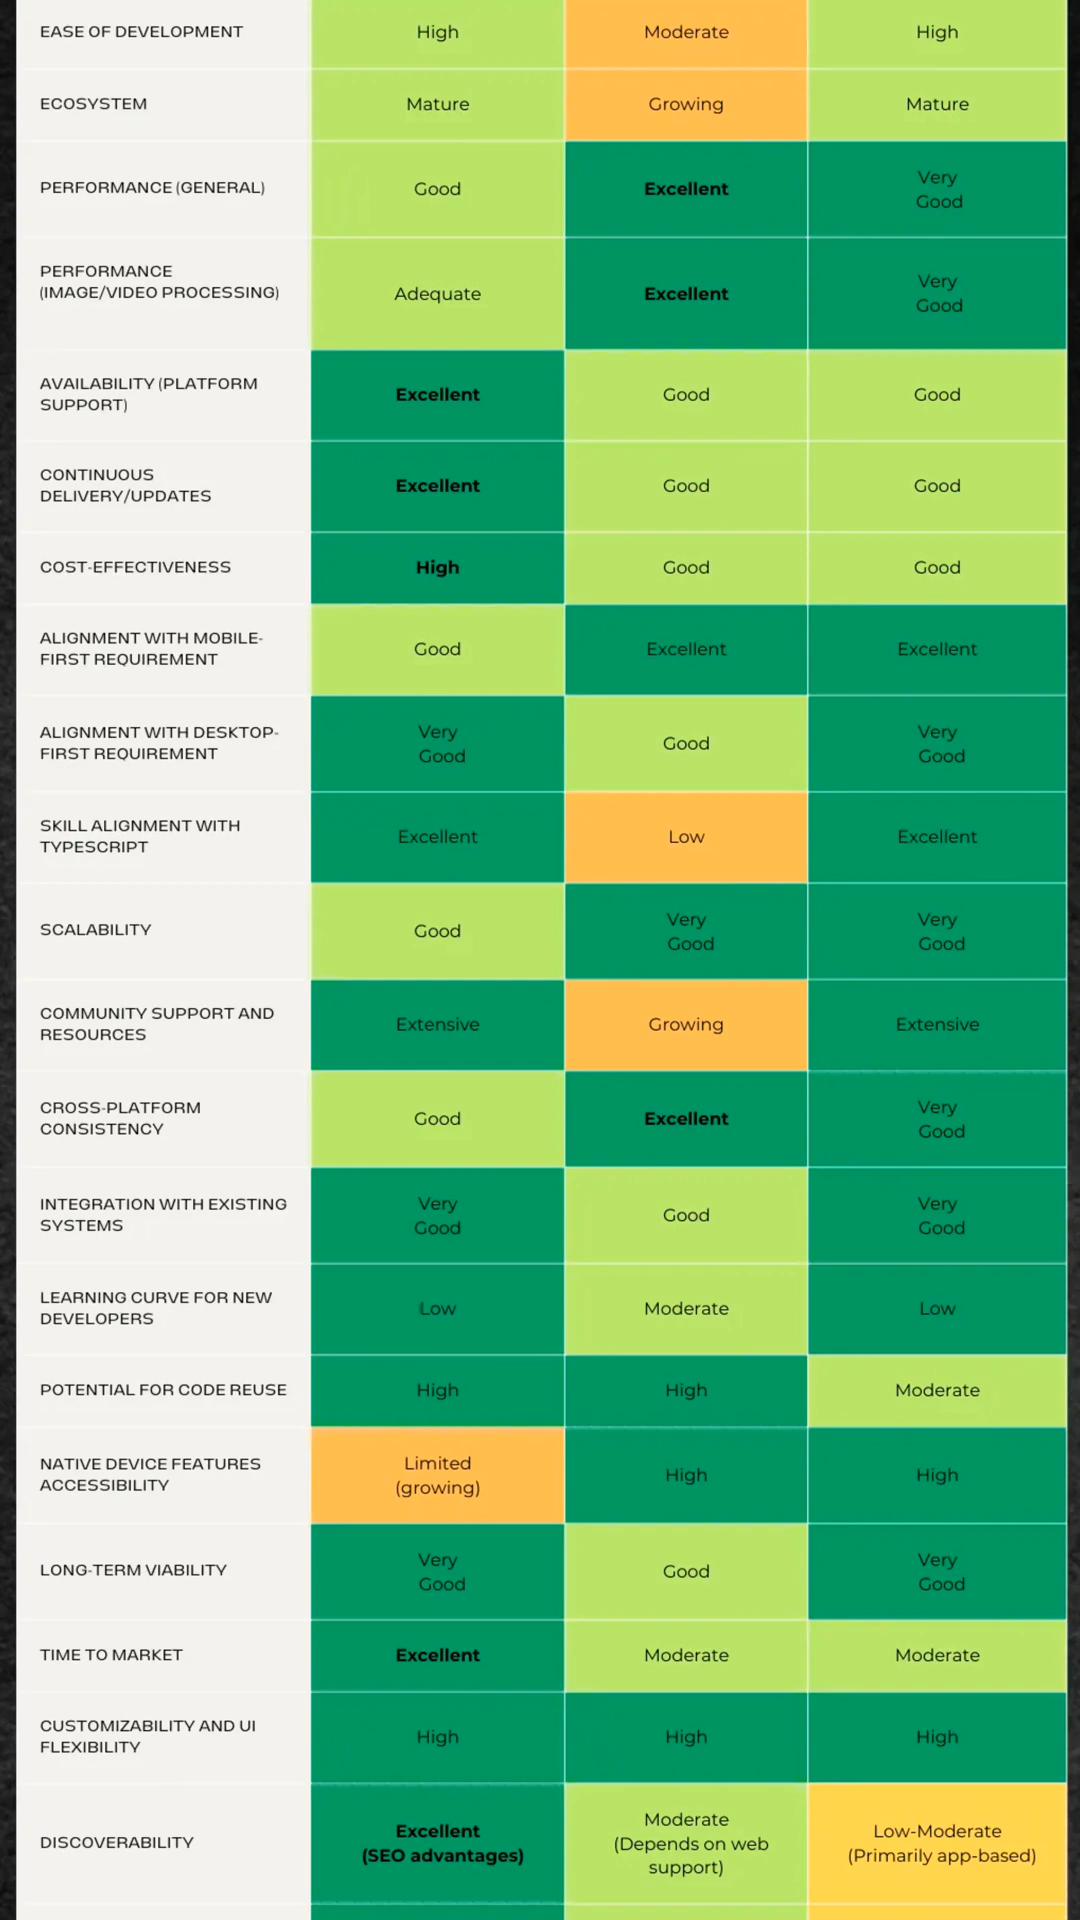 EASE OF DEVELOPMENT High Moderate High
ECOSYSTEM Mature Growing Mature
PERFORMANCE (GENERAL) Good Excellent Very
Good
PERFORMANCE
(IMAGE/VIDEO PROCESSING) Adequate Excellent Very
Good
AVAILABILITY (PLATFORM
SUPPORT) Excellent Good Good
CONTINUOUS
DELIVERY/UPDATES Excellent Good Good
COST-EFFECTIVENESS High Good Good
ALIGNMENT WITH MOBILE-
FIRST REQUIREMENT Good Excellent Excellent
ALIGNMENT WITH DESKTOP-
FIRST REQUIREMENT Very
Good Good Very
Good
SKILL ALIGNMENT WITH
TYPESCRIPT Excellent Low Excellent
SCALABILITY Good Very
Good Very
Good
COMMUNITY SUPPORT AND
RESOURCES Extensive Growing Extensive
CROSS-PLATFORM
CONSISTENCY Good Excellent Very
Good
INTEGRATION WITH EXISTING
SYSTEMS Very
Good Good Very
Good
LEARNING CURVE FOR NEW
DEVELOPERS Low Moderate Low
POTENTIAL FOR CODE REUSE High High Moderate
NATIVE DEVICE FEATURES
ACCESSIBILITY Limited
(growing) High High
LONG-TERM VIABILITY Very
Good Good Very
Good
TIME TO MARKET Excellent Moderate Moderate
CUSTOMIZABILITY AND UI
FLEXIBILITY High High High
DISCOVERABILITY Excellent
(SEO advantages) Moderate
(Depends on web
support) Low-Moderate
(Primarily app-based)